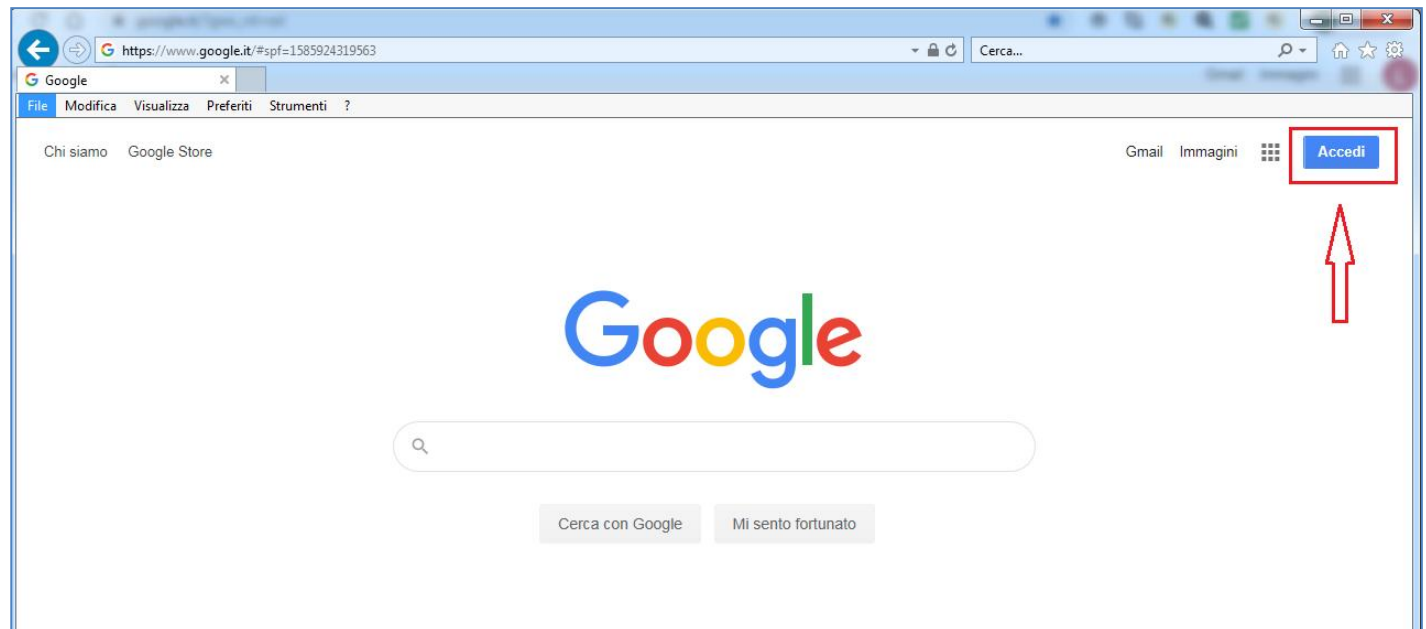 https://www.google.it/#spf=1585924319563
Cerca...
Google
File Modifica Visualizza Preferiti Strumenti ?
Chi siamo Google Store
Gmail Immagini Accedi
Google
Cerca con Google Mi sento fortunato